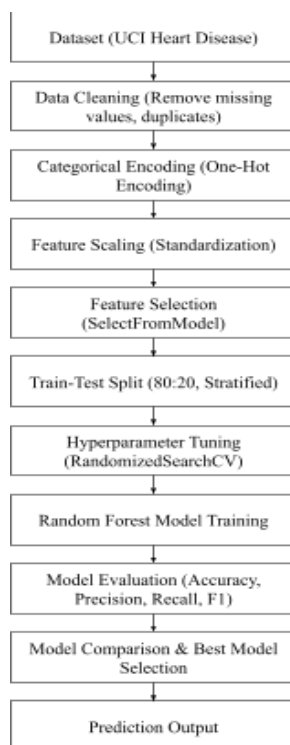 Dataset (UCI Heart Disease)
Data Cleaning (Remove missing
values, duplicates)
Categorical Encoding (One-Hot
Encoding)
Feature Scaling (Standardization)
Feature Selection
(SelectFromModel)
Train-Test Split (80:20, Stratified)
Hyperparameter Tuning
(RandomizedSearchCV)
Random Forest Model Training
Model Evaluation (Accuracy,
Precision, Recall, F1)
Model Comparison & Best Model
Selection
Prediction Output